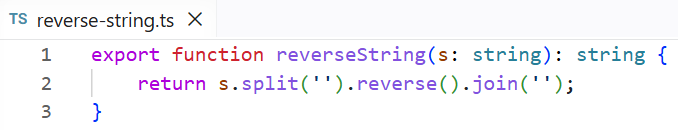 TS reverse-string.ts ×
1 export function reverseString(s: string): string {
2     return s.split('').reverse().join('');
3 }